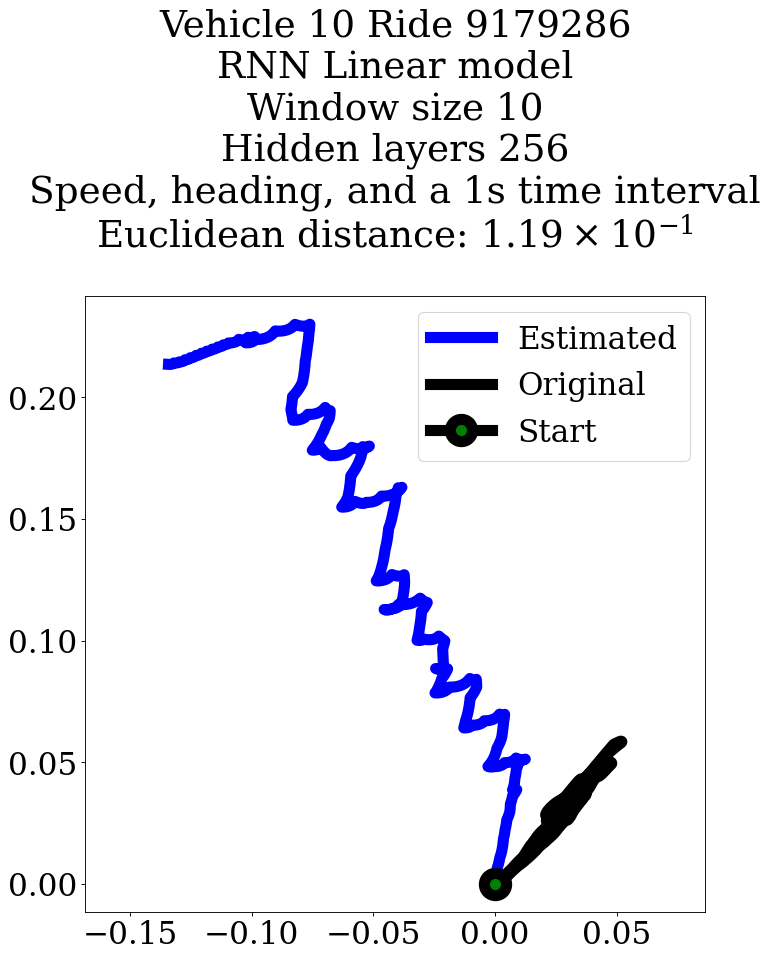 Vehicle 10 Ride 9179286
RNN Linear model
Window size 10
Hidden layers 256
Speed, heading, and a 1s time interval
Euclidean distance: 1.19 × 10⁻¹
Estimated
Original
Start
0.20
0.15
0.10
0.05
0.00
−0.15 −0.10 −0.05 0.00 0.05